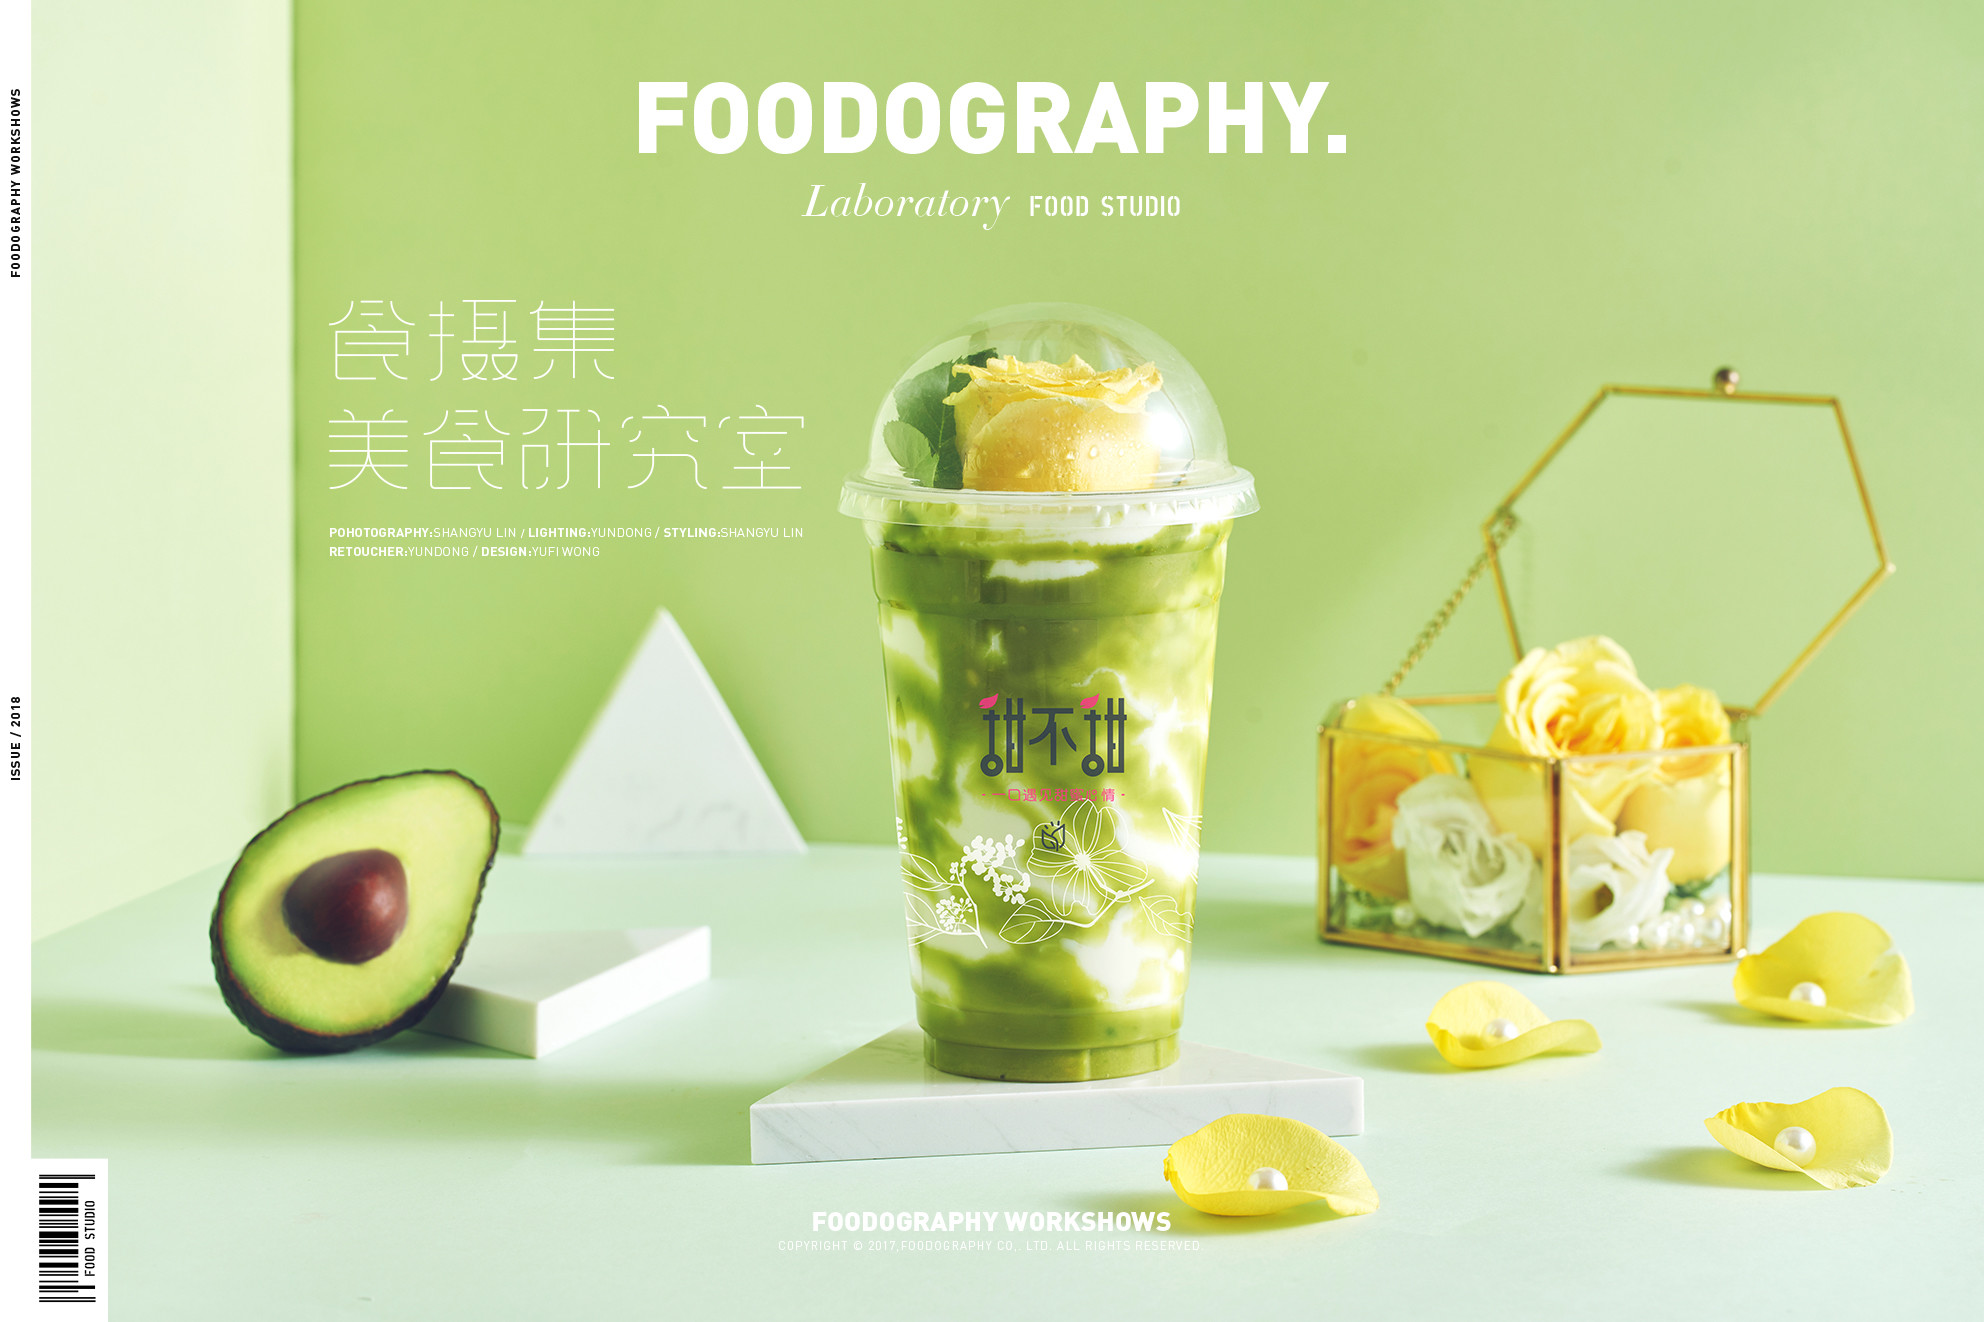 FOODOGRAPHY WORKSHOWS
ISSUE / 2018
FOODOGRAPHY.
Laboratory FOOD STUDIO
食摄集
美食研究室
POHOTOGRAPHY:SHANGYU LIN / LIGHTING:YUNDONG / STYLING:SHANGYU LIN
RETOUCHER:YUNDONG / DESIGN:YUFI WONG
甜不甜
FOODOGRAPHY WORKSHOWS
COPYRIGHT © 2017,FOODOGRAPHY CO,. LTD. ALL RIGHTS RESERVED.
FOOD STUDIO